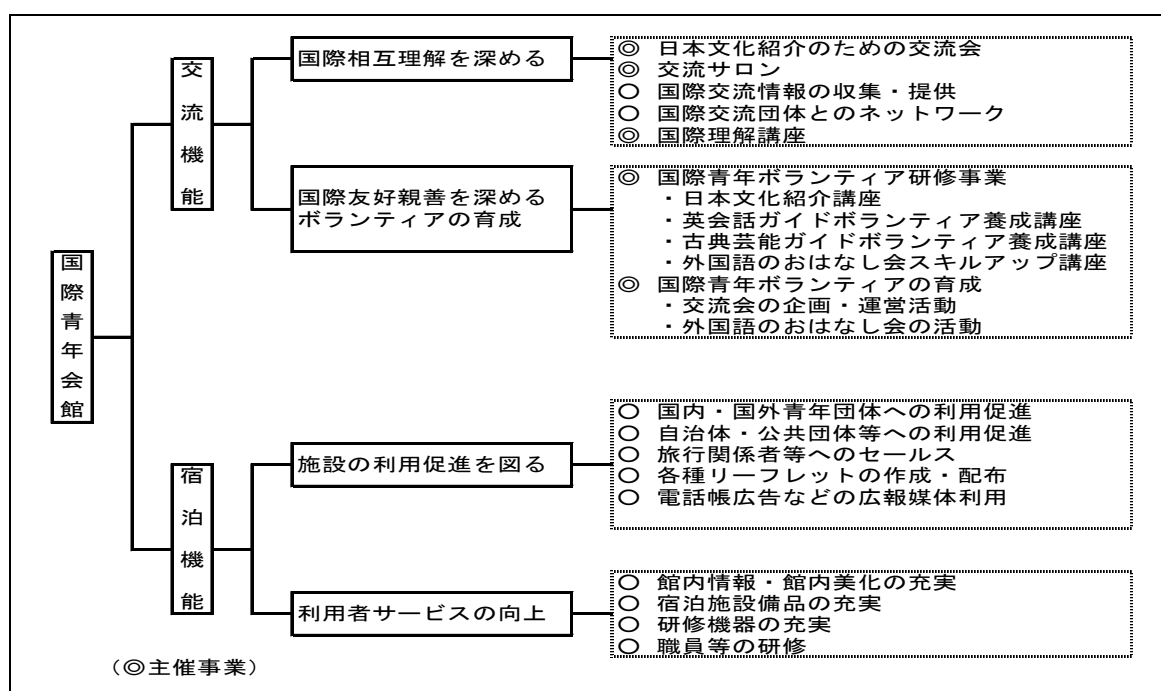 国際青年会館
交流機能
国際相互理解を深める
◎ 日本文化紹介のための交流会
◎ 交流サロン
○ 国際交流情報の収集・提供
○ 国際交流団体とのネットワーク
◎ 国際理解講座
国際友好親善を深める
ボランティアの育成
◎ 国際青年ボランティア研修事業
・日本文化紹介講座
・英会話ガイドボランティア養成講座
・古典芸能ガイドボランティア養成講座
・外国語のおはなし会スキルアップ講座
◎ 国際青年ボランティアの育成
・交流会の企画・運営活動
・外国語のおはなし会の活動
宿泊機能
施設の利用促進を図る
○ 国内・国外青年団体への利用促進
○ 自治体・公共団体等への利用促進
○ 旅行関係者等へのセールス
○ 各種リーフレットの作成・配布
○ 電話帳広告などの広報媒体利用
利用者サービスの向上
○ 館内情報・館内美化の充実
○ 宿泊施設備品の充実
○ 研修機器の充実
○ 職員等の研修
（◎主催事業）